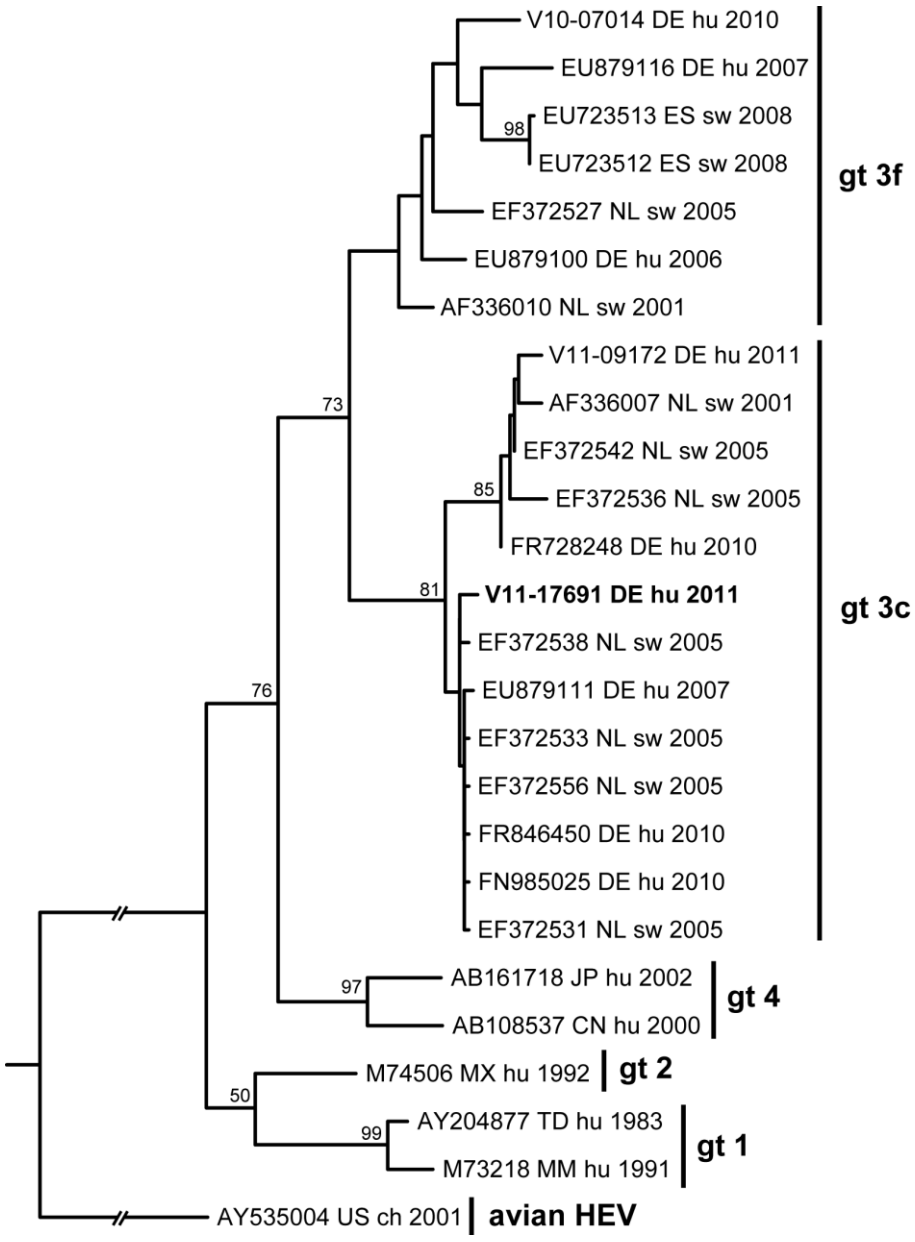 V10-07014 DE hu 2010
EU879116 DE hu 2007
EU723513 ES sw 2008
98
EU723512 ES sw 2008
gt 3f
EF372527 NL sw 2005
EU879100 DE hu 2006
AF336010 NL sw 2001
V11-09172 DE hu 2011
73
AF336007 NL sw 2001
EF372542 NL sw 2005
85
EF372536 NL sw 2005
FR728248 DE hu 2010
81
V11-17691 DE hu 2011
gt 3c
EF372538 NL sw 2005
76
EU879111 DE hu 2007
EF372533 NL sw 2005
EF372556 NL sw 2005
FR846450 DE hu 2010
FN985025 DE hu 2010
EF372531 NL sw 2005
AB161718 JP hu 2002
97
gt 4
AB108537 CN hu 2000
M74506 MX hu 1992
gt 2
50
AY204877 TD hu 1983
99
gt 1
M73218 MM hu 1991
AY535004 US ch 2001
avian HEV